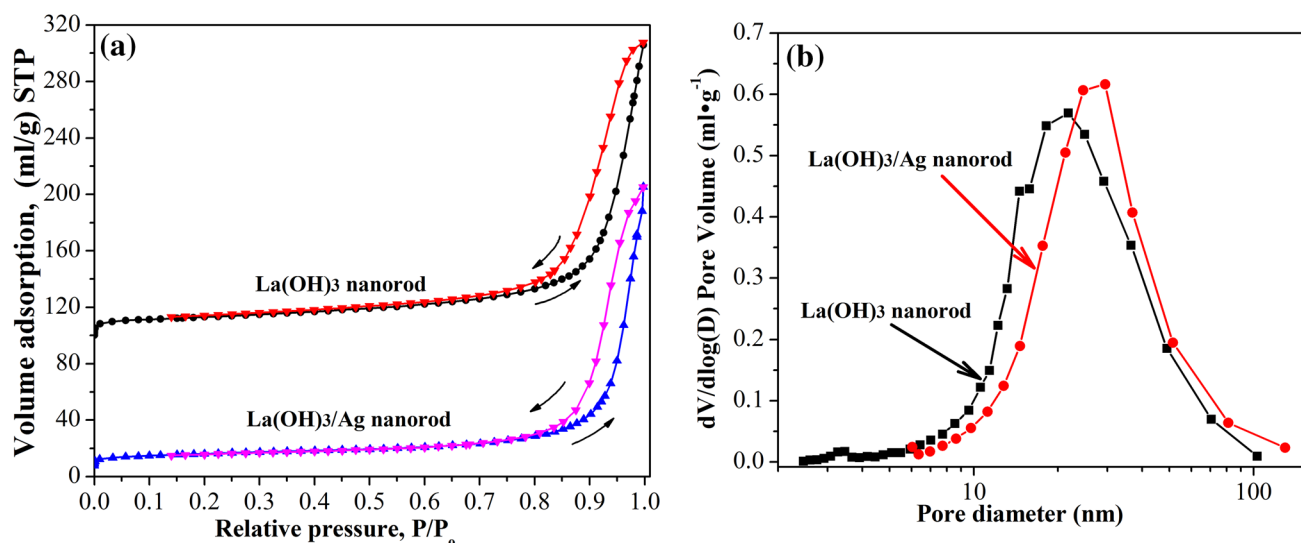 (a)
Volume adsorption, (ml/g) STP
320
280
240
200
160
120
80
40
0
La(OH)3 nanorod
La(OH)3/Ag nanorod
0.0 0.1 0.2 0.3 0.4 0.5 0.6 0.7 0.8 0.9 1.0
Relative pressure, P/Po
(b)
dV/dlog(D) Pore Volume (ml•g-1)
0.7
0.6
0.5
0.4
0.3
0.2
0.1
0.0
La(OH)3/Ag nanorod
La(OH)3 nanorod
10 100
Pore diameter (nm)